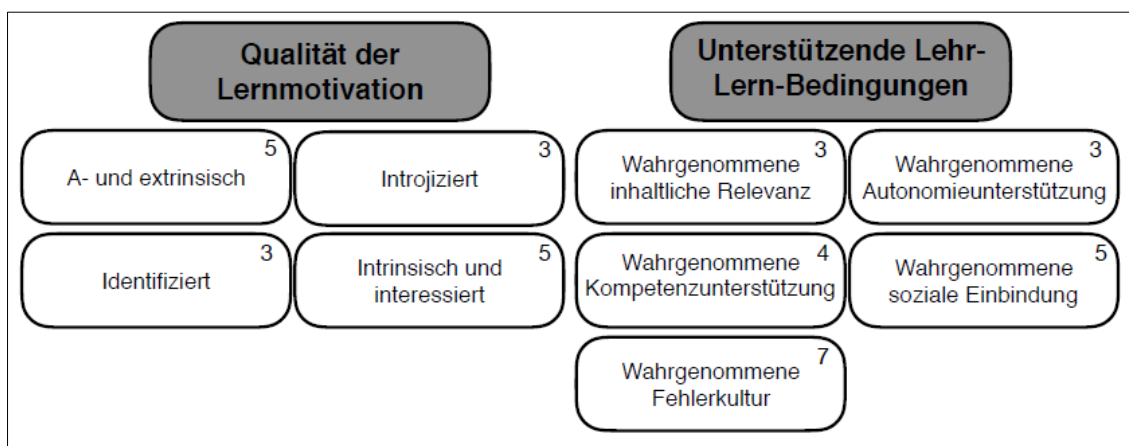 Qualität der
Lernmotivation
Unterstützende Lehr-
Lern-Bedingungen
5
A- und extrinsisch
3
Introjiziert
3
Identifiziert
5
Intrinsisch und
interessiert
3
Wahrgenommene
inhaltliche Relevanz
3
Wahrgenommene
Autonomieunterstützung
4
Wahrgenommene
Kompetenzunterstützung
5
Wahrgenommene
soziale Einbindung
7
Wahrgenommene
Fehlerkultur